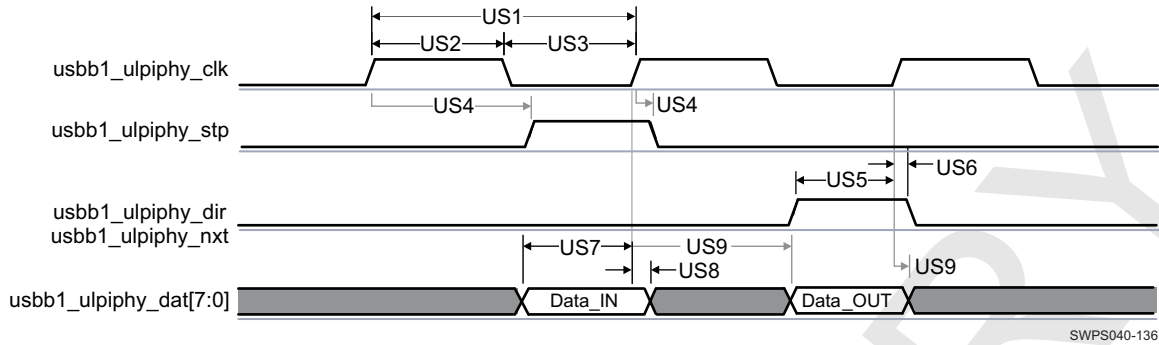 US1
US2 US3
usbb1_ulpiphy_clk
US4 US4
usbb1_ulpiphy_stp
US6
US5
usbb1_ulpiphy_dir
usbb1_ulpiphy_nxt
US7 US9
US8 US9
usbb1_ulpiphy_dat[7:0] Data_IN Data_OUT
SWPS040-136